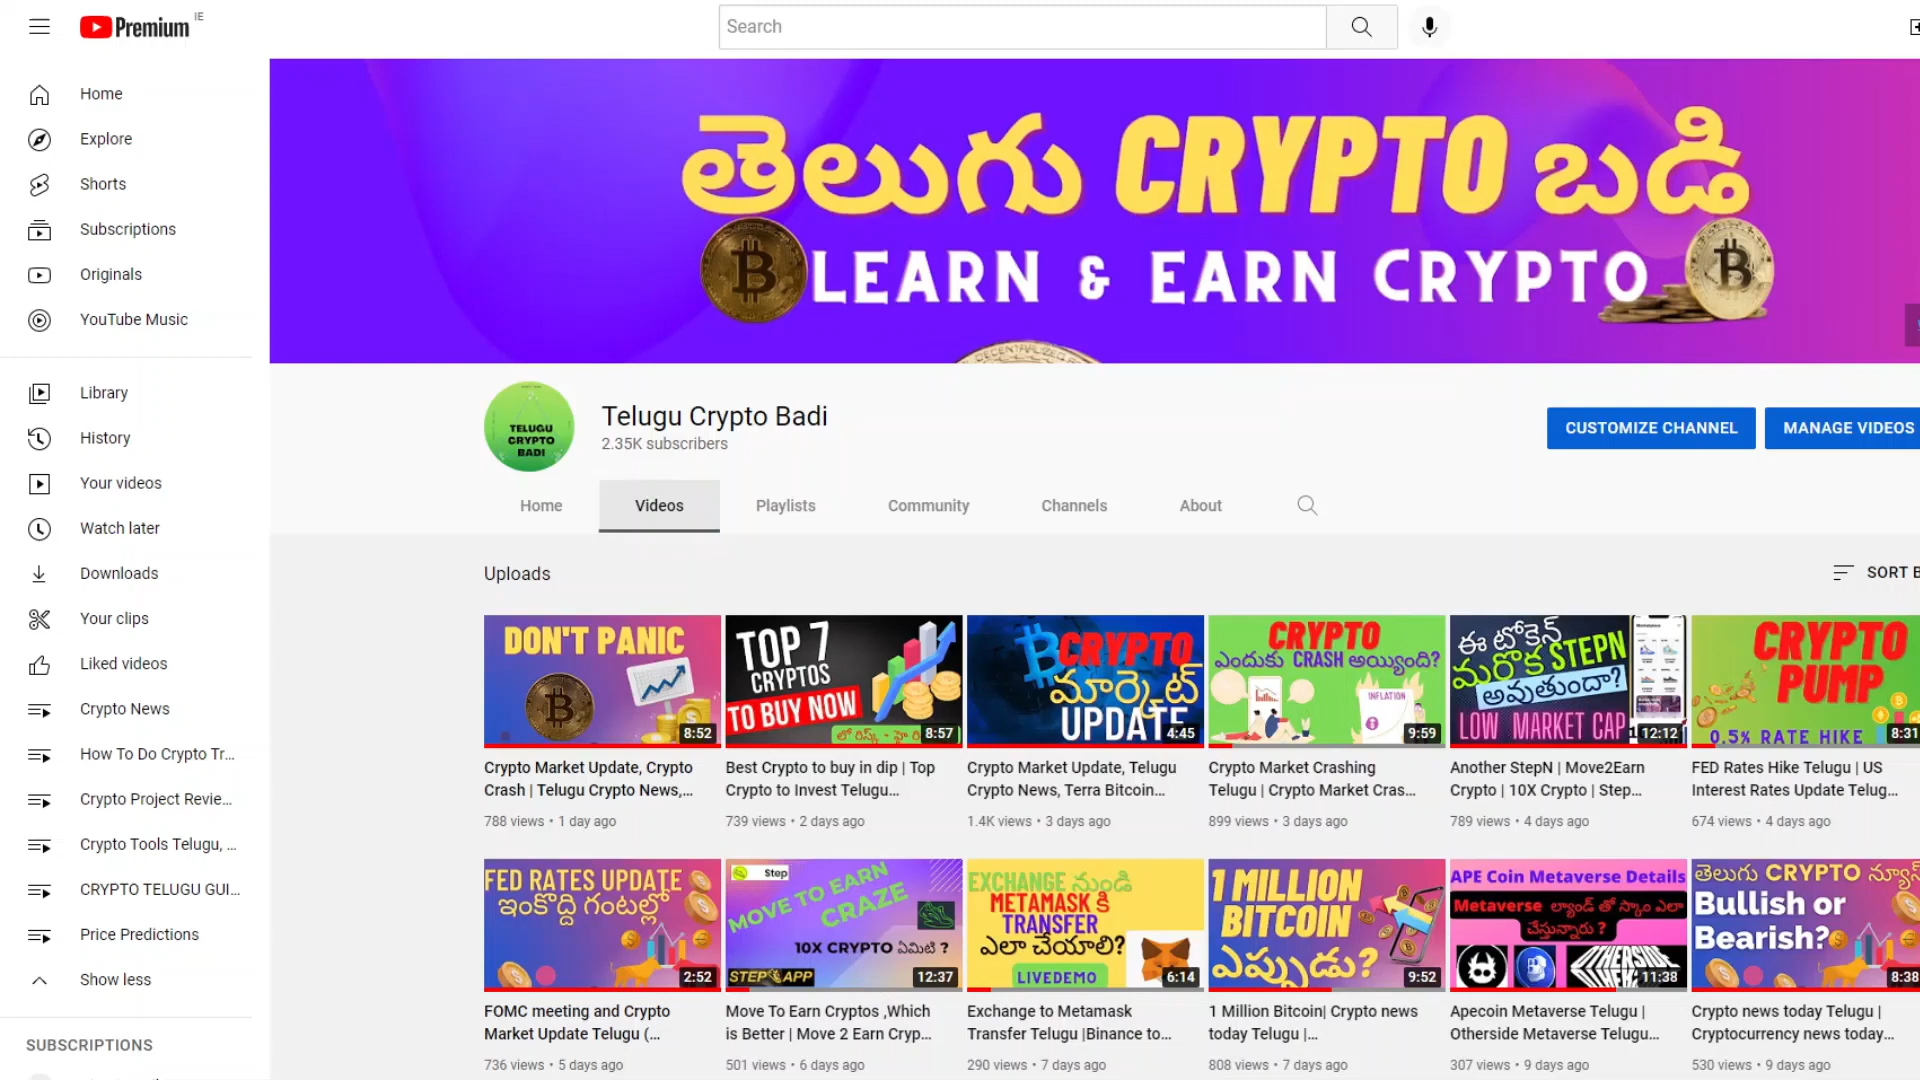 Premium IE
Search
Home
Explore
Shorts
Subscriptions
Originals
YouTube Music
Library
History
Your videos
Watch later
Downloads
Your clips
Liked videos
Crypto News
How To Do Crypto Tr...
Crypto Project Revie...
Crypto Tools Telugu, ...
CRYPTO TELUGU GUI...
Price Predictions
Show less
SUBSCRIPTIONS
తెలుగు CRYPTO బడి
LEARN & EARN CRYPTO
TELUGU
CRYPTO
BADI
Telugu Crypto Badi
2.35K subscribers
CUSTOMIZE CHANNEL
MANAGE VIDEOS
Home Videos Playlists Community Channels About
Uploads
SORT B
DON'T PANIC
8:52
Crypto Market Update, Crypto
Crash | Telugu Crypto News,...
788 views • 1 day ago
TOP 7
CRYPTOS
TO BUY NOW
8:57
Best Crypto to buy in dip | Top
Crypto to Invest Telugu...
739 views • 2 days ago
CRYPTO
మార్కెట్
UPDATE
4:45
Crypto Market Update, Telugu
Crypto News, Terra Bitcoin...
1.4K views • 3 days ago
CRYPTO
ఎందుకు CRASH అయ్యింది?
INFLATION
9:59
Crypto Market Crashing
Telugu | Crypto Market Cras...
899 views • 3 days ago
ఈ టోకెన్
మరొక STEPN
అవుతుందా?
LOW MARKET CAP
12:12
Another StepN | Move2Earn
Crypto | 10X Crypto | Step...
789 views • 4 days ago
CRYPTO
PUMP
0.5% RATE HIKE
8:31
FED Rates Hike Telugu | US
Interest Rates Update Telug...
674 views • 4 days ago
FED RATES UPDATE
ఇంకొద్ది గంటల్లో
2:52
FOMC meeting and Crypto
Market Update Telugu (...
736 views • 5 days ago
Step
MOVE TO EARN
CRAZE
10X CRYPTO ఏమిటి ?
STEP APP
12:37
Move To Earn Cryptos ,Which
is Better | Move 2 Earn Cryp...
501 views • 6 days ago
EXCHANGE నుండి
METAMASK కి
TRANSFER
ఎలా చేయాలి?
LIVEDEMO
6:14
Exchange to Metamask
Transfer Telugu |Binance to...
290 views • 7 days ago
1 MILLION
BITCOIN
ఎప్పుడు?
9:52
1 Million Bitcoin| Crypto news
today Telugu |...
808 views • 7 days ago
APE Coin Metaverse Details
Metaverse ల్యాండ్ తో స్కాం ఎలా
చేస్తున్నారు ?
11:38
Apecoin Metaverse Telugu |
Otherside Metaverse Telugu...
307 views • 9 days ago
తెలుగు CRYPTO న్యూస్
Bullish or
Bearish?
8:38
Crypto news today Telugu |
Cryptocurrency news today...
530 views • 9 days ago